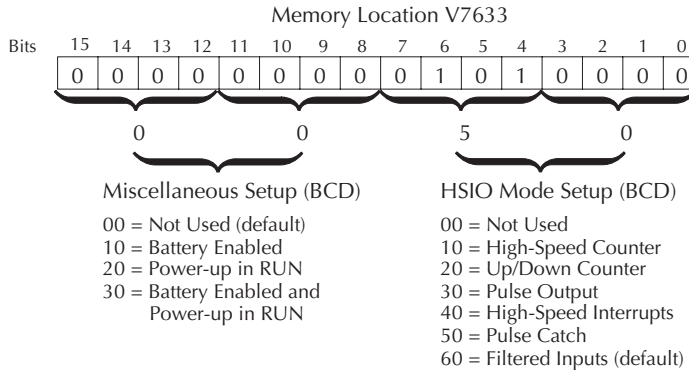 Memory Location V7633
Bits 15 14 13 12 11 10 9 8 7 6 5 4 3 2 1 0
0 0 0 0 0 0 0 0 0 1 0 1 0 0 0 0
0 0 5 0
Miscellaneous Setup (BCD)
00 = Not Used (default)
10 = Battery Enabled
20 = Power-up in RUN
30 = Battery Enabled and
Power-up in RUN
HSIO Mode Setup (BCD)
00 = Not Used
10 = High-Speed Counter
20 = Up/Down Counter
30 = Pulse Output
40 = High-Speed Interrupts
50 = Pulse Catch
60 = Filtered Inputs (default)